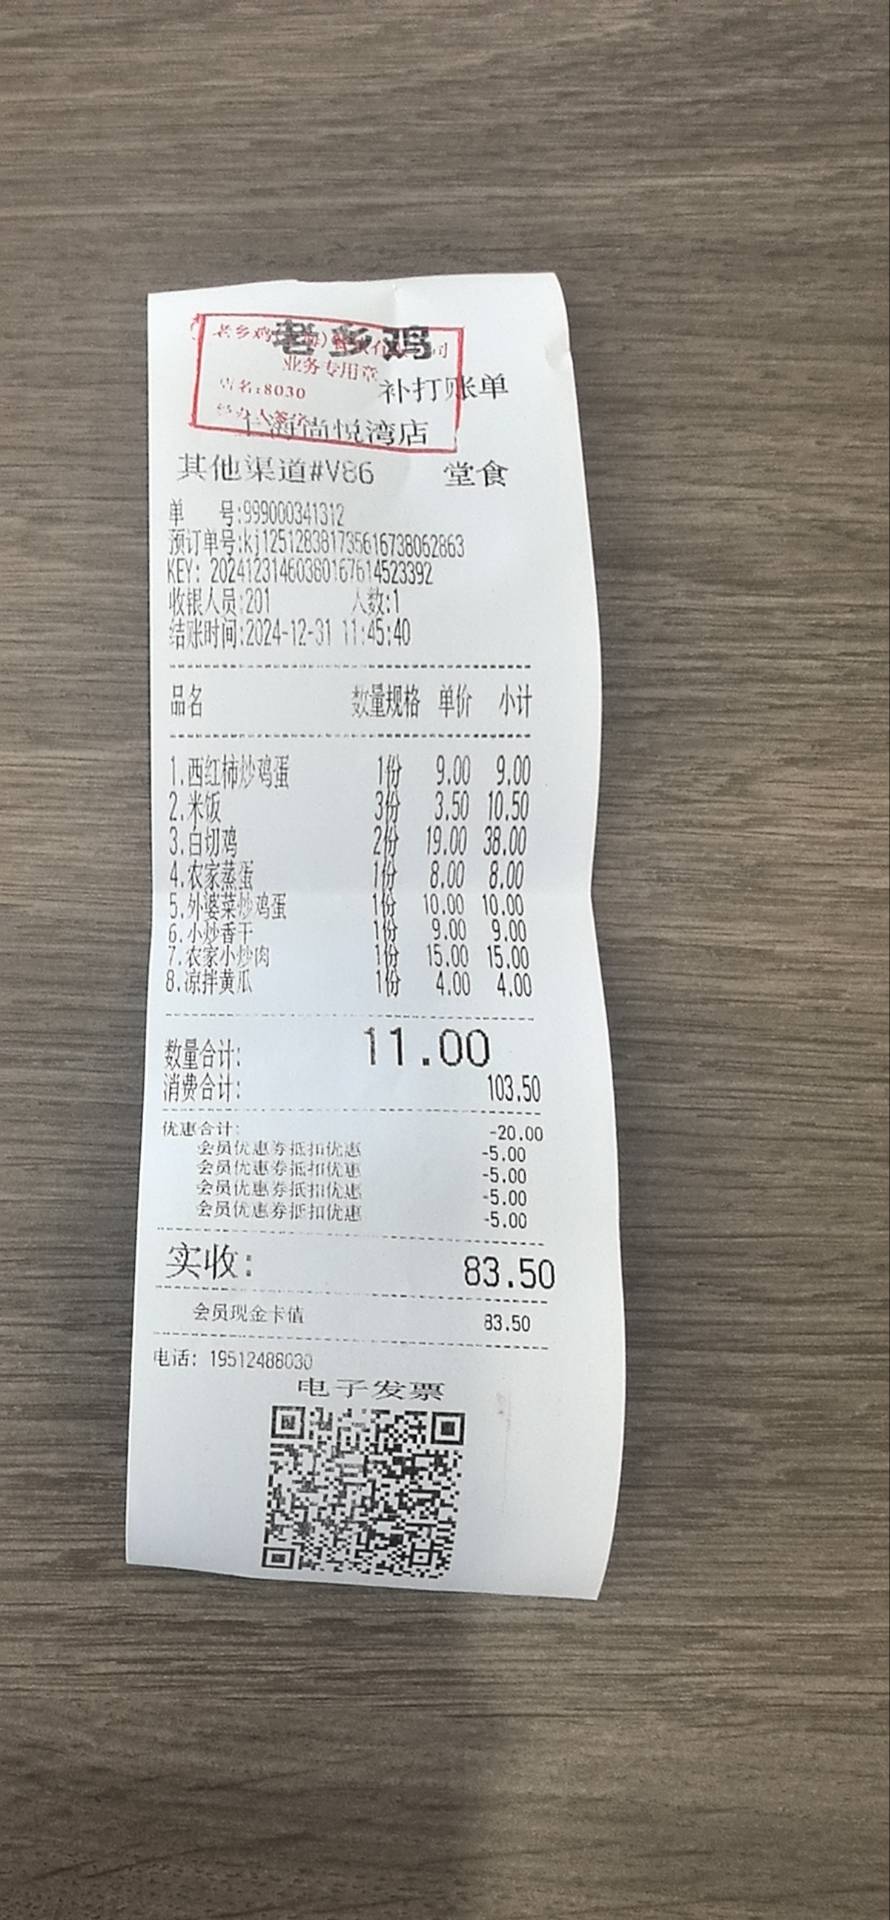 老乡鸡
业务专用章
店名:8030
补打账单
上海尚悦湾店
其他渠道#V86 堂食
单 号:999000341312
预订单号:kj125128381735616738062863
KEY: 20241231460380167614523392
收银人员:201 人数:1
结账时间:2024-12-31 11:45:40
品名 数量规格 单价 小计
1.西红柿炒鸡蛋 1份 9.00 9.00
2.米饭 3份 3.50 10.50
3.白切鸡 2份 19.00 38.00
4.农家蒸蛋 1份 8.00 8.00
5.外婆菜炒鸡蛋 1份 10.00 10.00
6.小炒香干 1份 9.00 9.00
7.农家小炒肉 1份 15.00 15.00
8.凉拌黄瓜 1份 4.00 4.00
数量合计: 11.00
消费合计: 103.50
优惠合计: -20.00
会员优惠券抵扣优惠 -5.00
会员优惠券抵扣优惠 -5.00
会员优惠券抵扣优惠 -5.00
会员优惠券抵扣优惠 -5.00
实收: 83.50
会员现金卡值 83.50
电话: 19512488030
电子发票